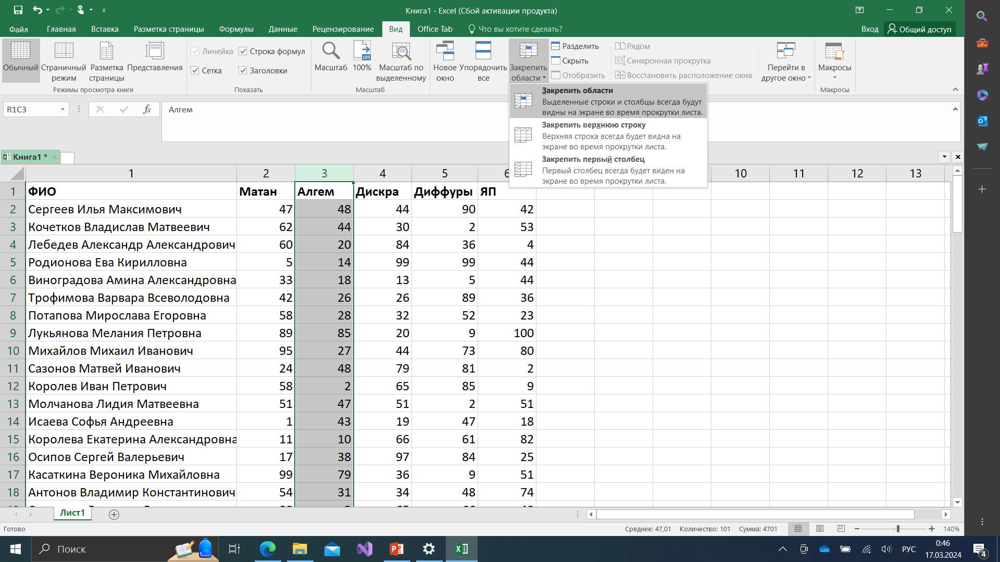 Книга1 - Excel (Сбой активации продукта)
Файл Главная Вставка Разметка страницы Формулы Данные Рецензирование Вид Office Tab Что вы хотите сделать? Вход Общий доступ
Обычный
Страничный режим
Разметка страницы
Представления
Режимы просмотра книги
Линейка
Строка формул
Сетка
Заголовки
Показать
Масштаб
100
100%
Масштаб по выделенному
Масштаб
Новое окно
Упорядочить все
Закрепить области
Разделить
Скрыть
Отобразить
Рядом
Синхронная прокрутка
Восстановить расположение окна
Перейти в другое окно
Макросы
Макросы
Закрепить области
Выделенные строки и столбцы всегда будут
видны на экране во время прокрутки листа.
Закрепить верхнюю строку
Верхняя строка всегда будет видна на
экране во время прокрутки листа.
Закрепить первый столбец
Первый столбец всегда будет виден на
экране во время прокрутки листа.
R1C3 fx Алгем
Книга1 *
1 2 3 4 5 6 10 11 12 13
1 ФИО Матан Алгем Дискра Диффуры ЯП
2 Сергеев Илья Максимович 47 48 44 90 42
3 Кочетков Владислав Матвеевич 62 44 30 2 53
4 Лебедев Александр Александрович 60 20 84 36 4
5 Родионова Ева Кирилловна 5 14 99 99 44
6 Виноградова Амина Александровна 33 18 13 5 44
7 Трофимова Варвара Всеволодовна 42 26 26 89 36
8 Потапова Мирослава Егоровна 58 28 32 52 23
9 Лукьянова Мелания Петровна 89 85 20 9 100
10 Михайлов Михаил Иванович 95 27 44 73 80
11 Сазонов Матвей Иванович 24 48 79 81 2
12 Королев Иван Петрович 58 2 65 85 9
13 Молчанова Лидия Матвеевна 51 47 51 2 51
14 Исаева Софья Андреевна 1 43 19 47 18
15 Королева Екатерина Александровна 11 10 66 61 82
16 Осипов Сергей Валерьевич 17 38 97 84 25
17 Касаткина Вероника Михайловна 99 79 36 9 51
18 Антонов Владимир Константинович 54 31 34 48 74
Лист1
Готово Среднее: 47,01 Количество: 101 Сумма: 4701 140%
Поиск РУС 0:46
17.03.2024 4